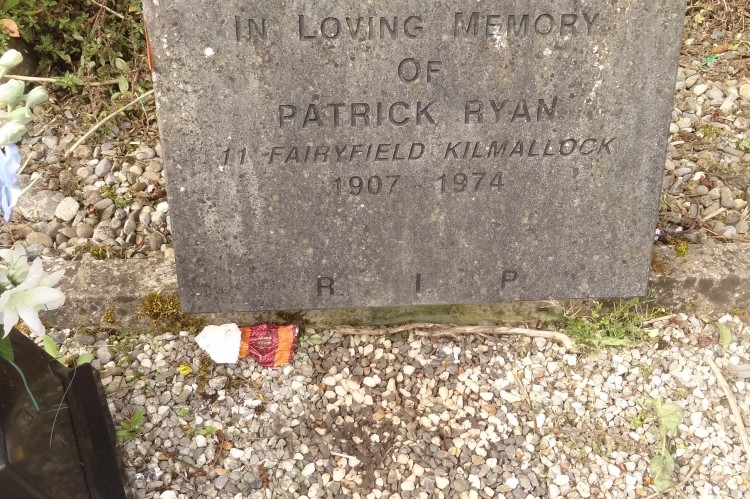 IN LOVING MEMORY
OF
PATRICK RYAN
11 FAIRYFIELD KILMALLOCK
1907 - 1974
R I P